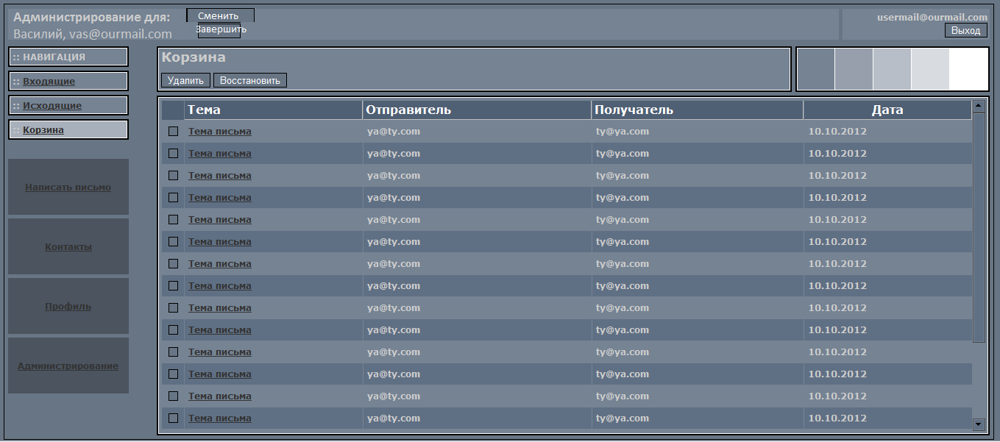 Администрирование для:
Василий, vas@ourmail.com
Сменить
Завершить
usermail@ourmail.com
Выход
:: НАВИГАЦИЯ
:: Входящие
:: Исходящие
:: Корзина
Написать письмо
Контакты
Профиль
Администрирование
Корзина
Удалить Восстановить
Тема Отправитель Получатель Дата
Тема письма ya@ty.com ty@ya.com 10.10.2012
Тема письма ya@ty.com ty@ya.com 10.10.2012
Тема письма ya@ty.com ty@ya.com 10.10.2012
Тема письма ya@ty.com ty@ya.com 10.10.2012
Тема письма ya@ty.com ty@ya.com 10.10.2012
Тема письма ya@ty.com ty@ya.com 10.10.2012
Тема письма ya@ty.com ty@ya.com 10.10.2012
Тема письма ya@ty.com ty@ya.com 10.10.2012
Тема письма ya@ty.com ty@ya.com 10.10.2012
Тема письма ya@ty.com ty@ya.com 10.10.2012
Тема письма ya@ty.com ty@ya.com 10.10.2012
Тема письма ya@ty.com ty@ya.com 10.10.2012
Тема письма ya@ty.com ty@ya.com 10.10.2012
Тема письма ya@ty.com ty@ya.com 10.10.2012